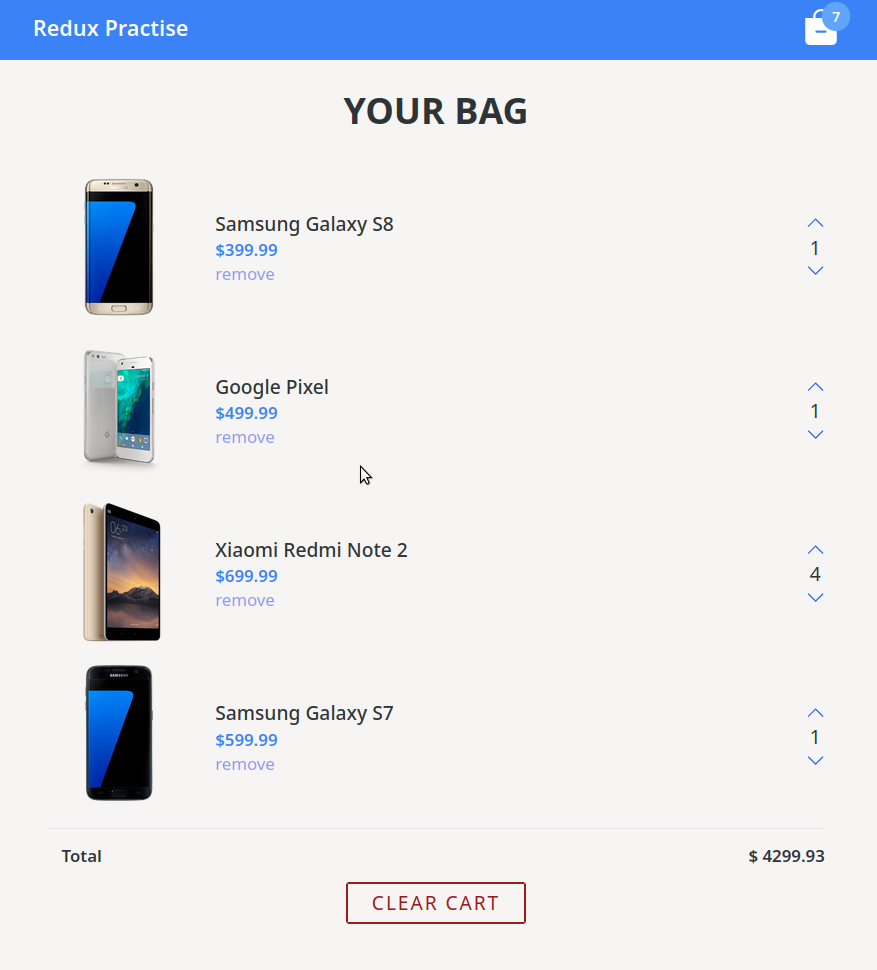 Redux Practise
7
YOUR BAG
Samsung Galaxy S8
$399.99
remove
1
Google Pixel
$499.99
remove
1
Xiaomi Redmi Note 2
$699.99
remove
4
SAMSUNG
Samsung Galaxy S7
$599.99
remove
1
Total
$ 4299.93
CLEAR CART